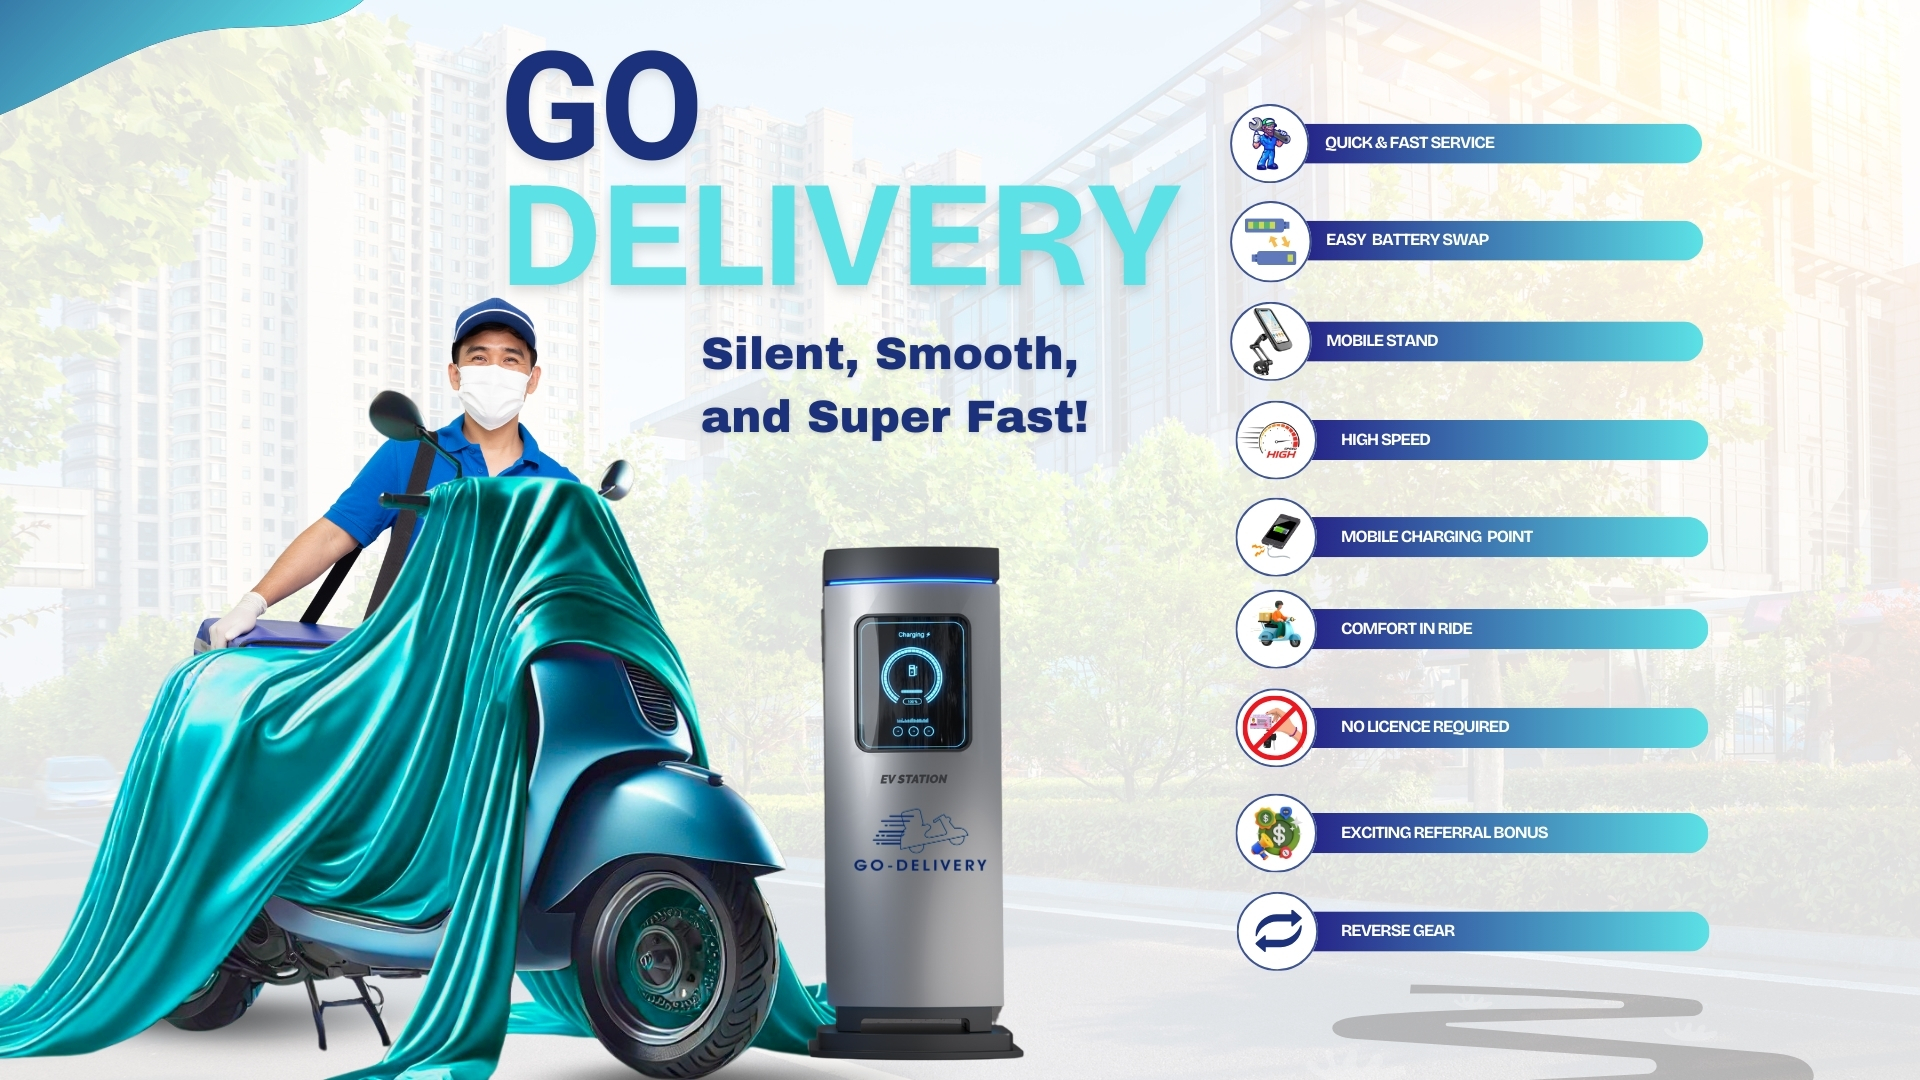 GO
DELIVERY
Silent, Smooth,
and Super Fast!
QUICK & FAST SERVICE
EASY BATTERY SWAP
MOBILE STAND
HIGH SPEED
HIGH
MOBILE CHARGING POINT
COMFORT IN RIDE
NO LICENCE REQUIRED
EXCITING REFERRAL BONUS
REVERSE GEAR
Charging
100%
EV STATION
GO-DELIVERY